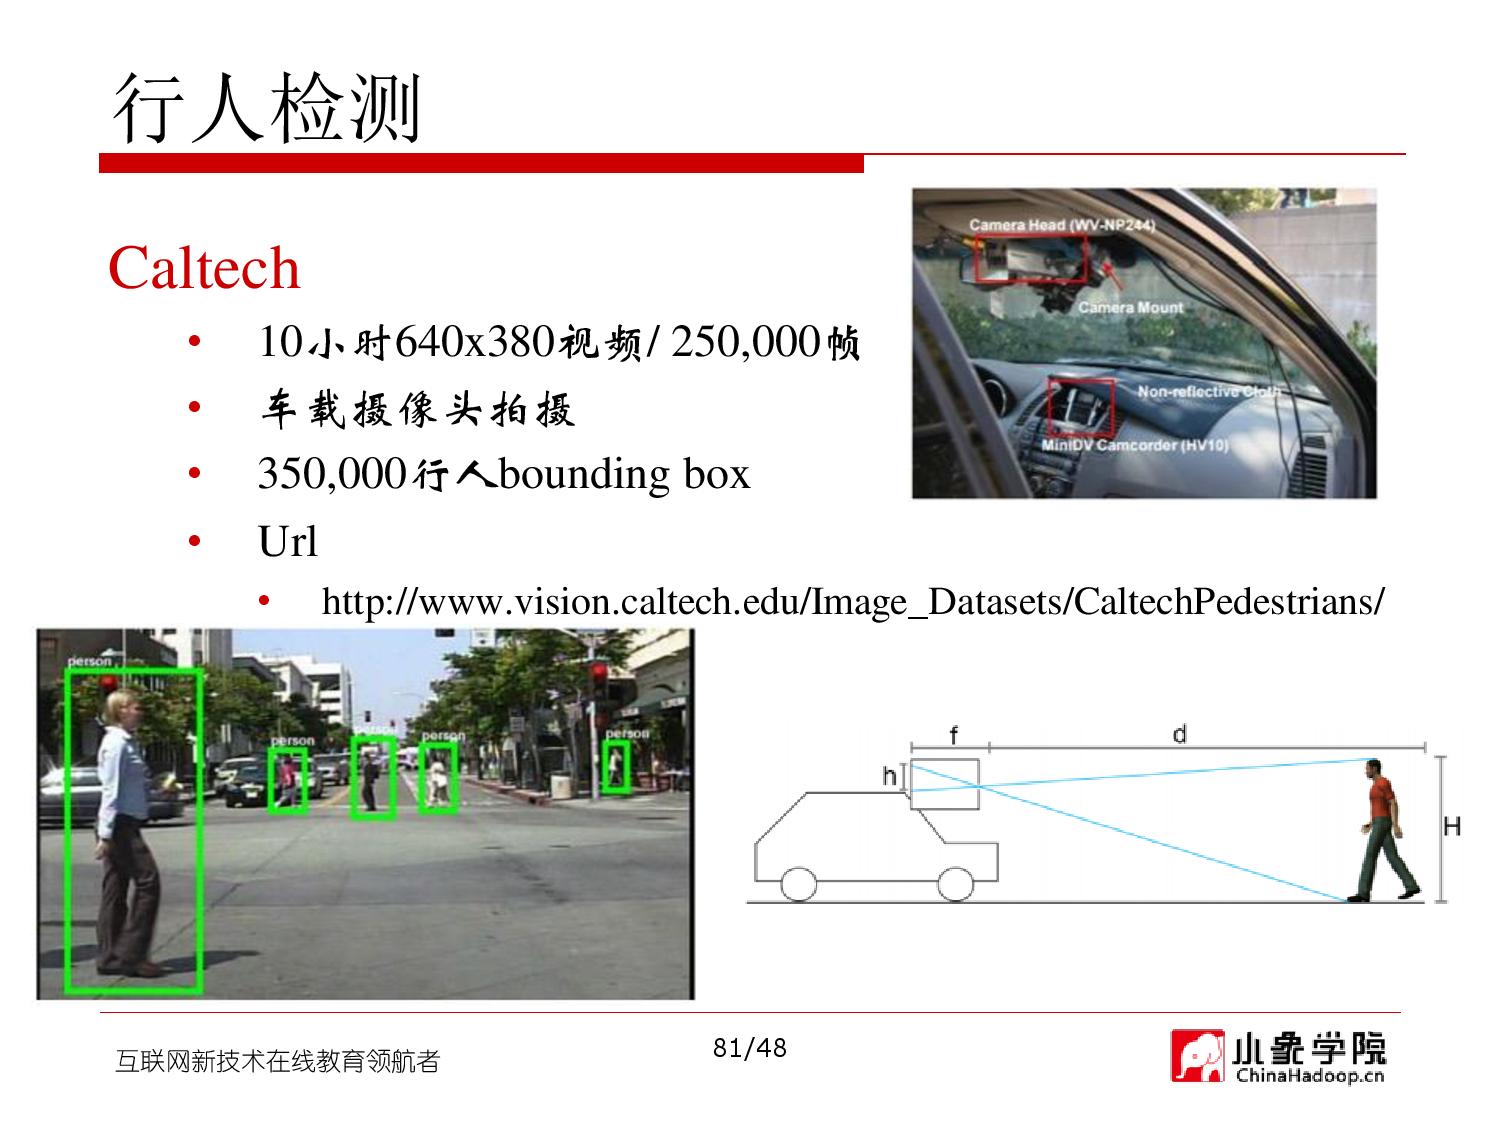 行人检测
Caltech
• 10小时640x380视频/ 250,000帧
• 车载摄像头拍摄
• 350,000行人bounding box
• Url
• http://www.vision.caltech.edu/Image_Datasets/CaltechPedestrians/
Camera Head (WV-NP244)
Camera Mount
Non-reflective Cloth
MiniDV Camcorder (HV10)
person
person
person
person
person
f
d
h
H
互联网新技术在线教育领航者
81/48
小象学院
ChinaHadoop.cn